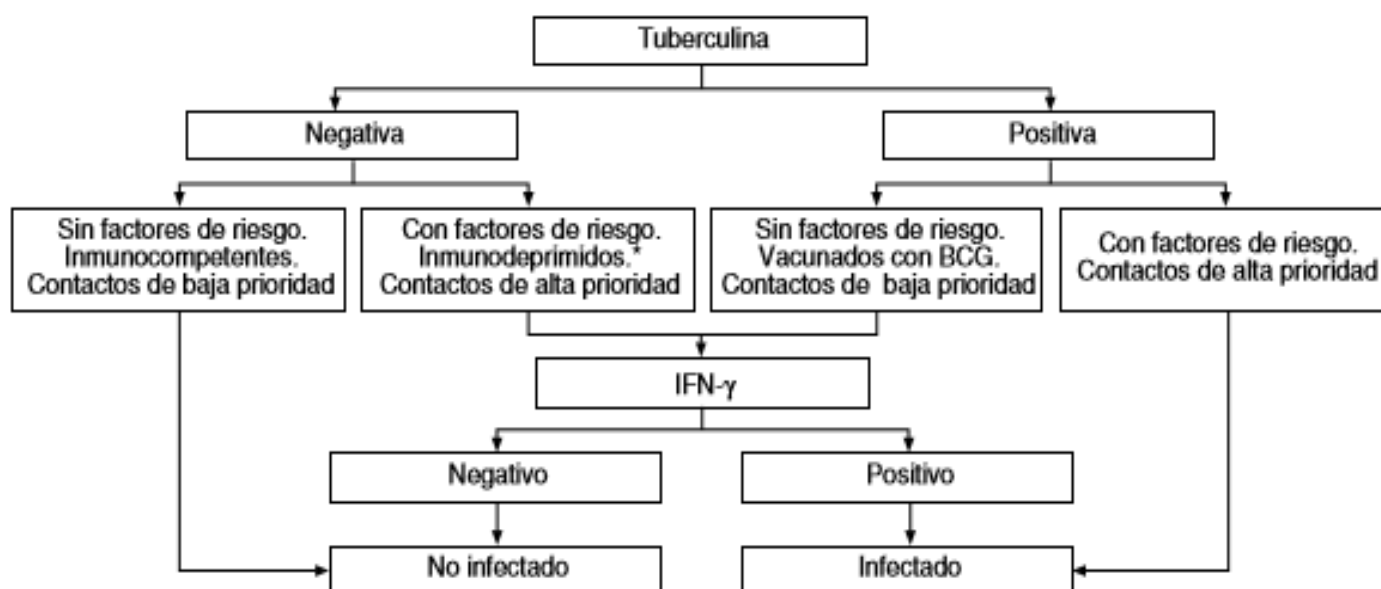 Tuberculina
Negativa
Positiva
Sin factores de riesgo.
Inmunocompetentes.
Contactos de baja prioridad
Con factores de riesgo.
Inmunodeprimidos.*
Contactos de alta prioridad
Sin factores de riesgo.
Vacunados con BCG.
Contactos de baja prioridad
Con factores de riesgo.
Contactos de alta prioridad
IFN-γ
Negativo
Positivo
No infectado
Infectado